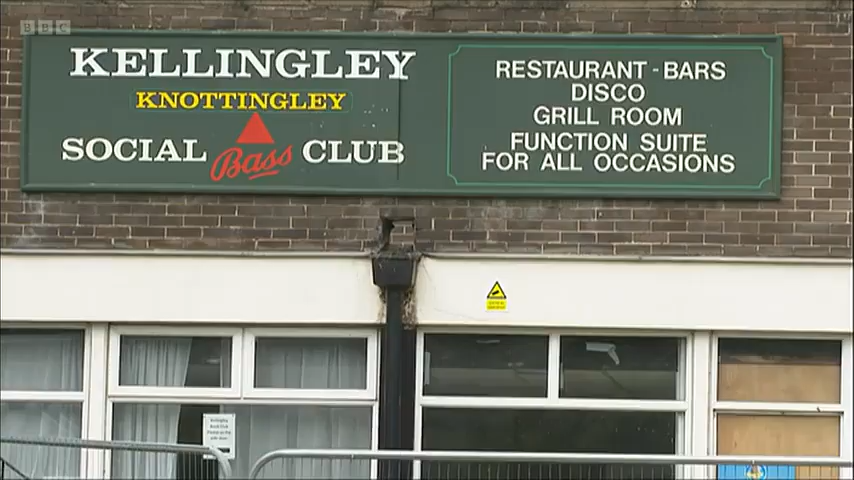 BBC
KELLINGLEY
KNOTTINGLEY
SOCIAL Bass CLUB
RESTAURANT - BARS
DISCO
GRILL ROOM
FUNCTION SUITE
FOR ALL OCCASIONS